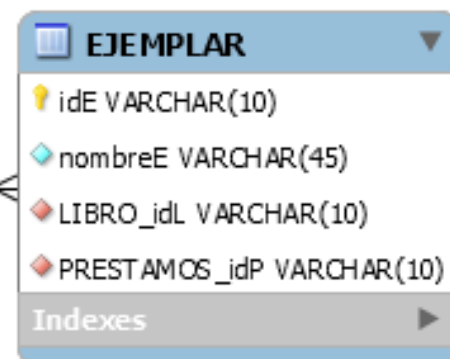 EJEMPLAR
idE VARCHAR(10)
nombreE VARCHAR(45)
LIBRO_idL VARCHAR(10)
PRESTAMOS_idP VARCHAR(10)
Indexes